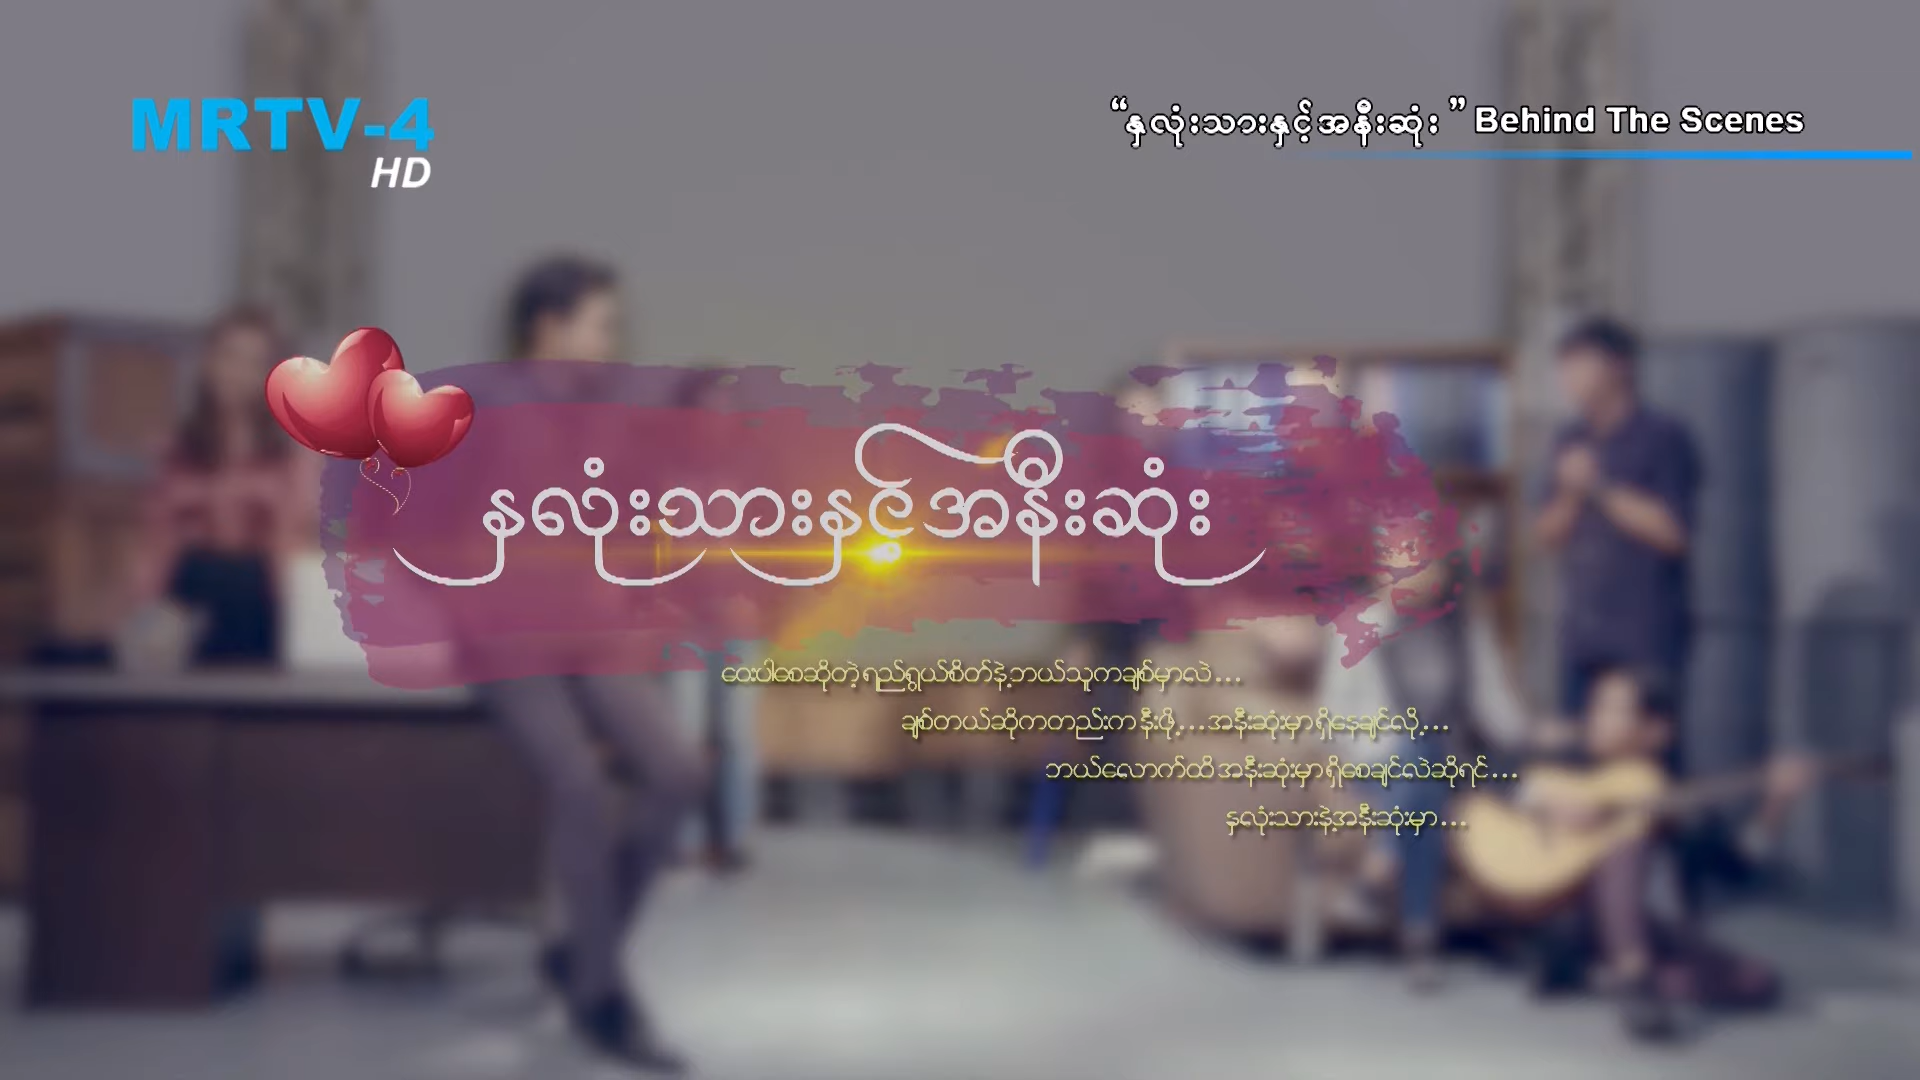 MRTV-4
HD
“နှလုံးသားနှင့်အနီးဆုံး” Behind The Scenes
နှလုံးသားနှင့်အနီးဆုံး
ဝေးပါစေဆိုတဲ့ရည်ရွယ်စိတ်နဲ့ဘယ်သူကချစ်မှာလဲ...
ချစ်တယ်ဆိုကတည်းကနီးဖို့...အနီးဆုံးမှာရှိနေချင်လို့...
ဘယ်လောက်ထိအနီးဆုံးမှာရှိစေချင်လဲဆိုရင်...
နှလုံးသားနဲ့အနီးဆုံးမှာ...